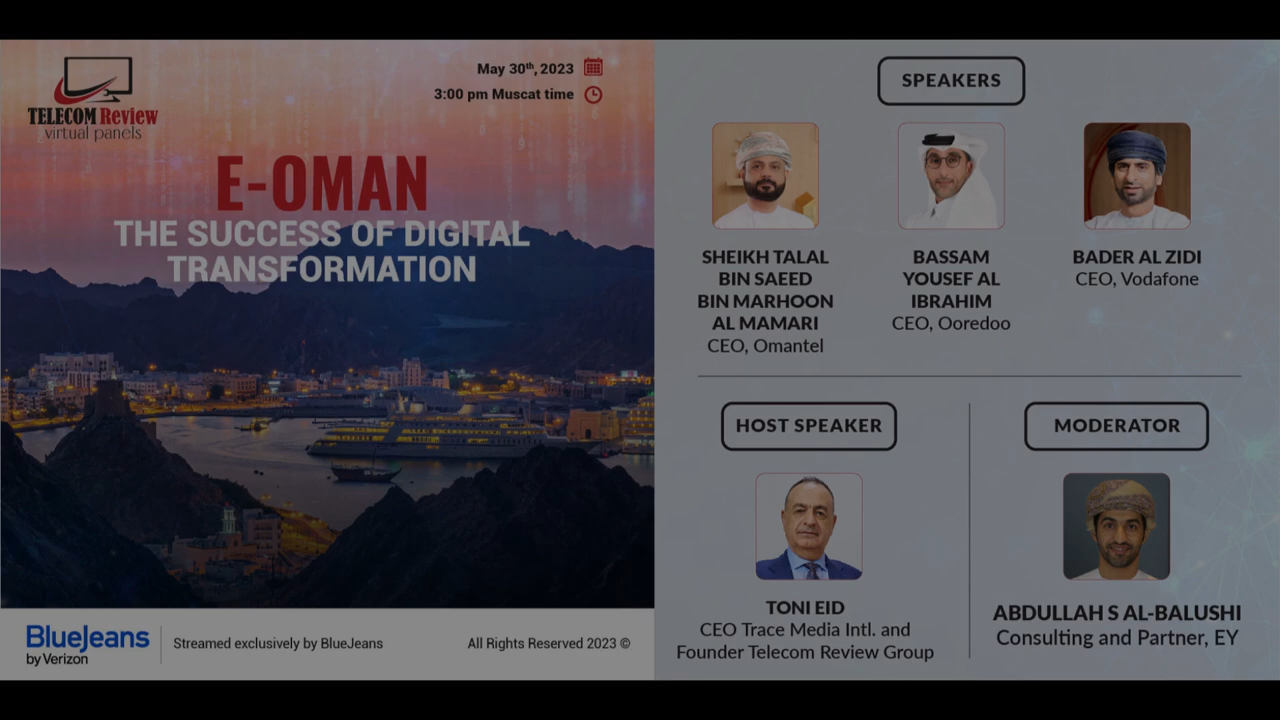 TELECOM Review
virtual panels
May 30th, 2023
3:00 pm Muscat time
E-OMAN
THE SUCCESS OF DIGITAL
TRANSFORMATION
BlueJeans
by Verizon
Streamed exclusively by BlueJeans
All Rights Reserved 2023 ©
SPEAKERS
SHEIKH TALAL
BIN SAEED
BIN MARHOON
AL MAMARI
CEO, Omantel
BASSAM
YOUSEF AL
IBRAHIM
CEO, Ooredoo
BADER AL ZIDI
CEO, Vodafone
HOST SPEAKER
TONI EID
CEO Trace Media Intl. and
Founder Telecom Review Group
MODERATOR
ABDULLAH S AL-BALUSHI
Consulting and Partner, EY